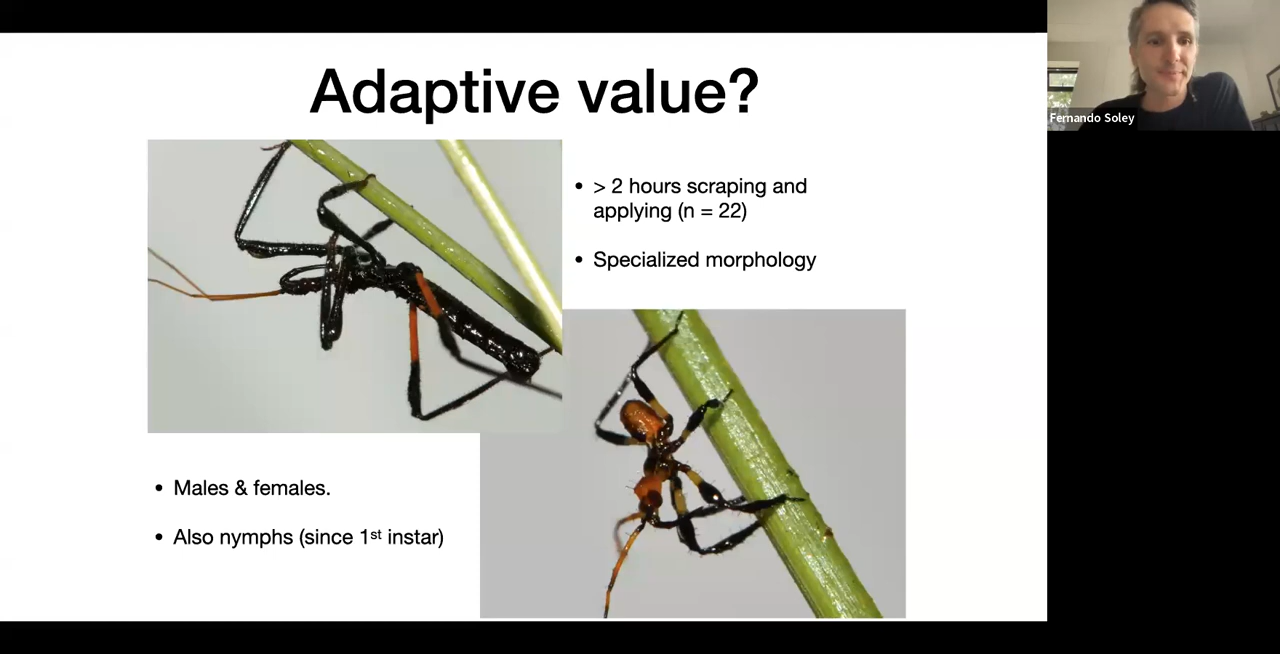 Adaptive value?
Fernando Soley
• > 2 hours scraping and
applying (n = 22)
• Specialized morphology
• Males & females.
• Also nymphs (since 1st instar)